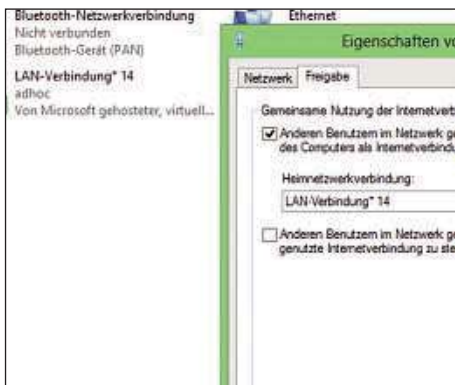 Bluetooth-Netzwerkverbindung
Nicht verbunden
Bluetooth-Gerät (PAN)
LAN-Verbindung* 14
adhoc
Von Microsoft gehosteter, virtuell...
Ethernet
Eigenschaften vo
Netzwerk Freigabe
Gemeinsame Nutzung der Internetverb
Anderen Benutzern im Netzwerk ge
des Computers als Internetverbindu
Heimnetzwerkverbindung:
LAN-Verbindung* 14
Anderen Benutzern im Netzwerk ge
genutzte Internetverbindung zu ste